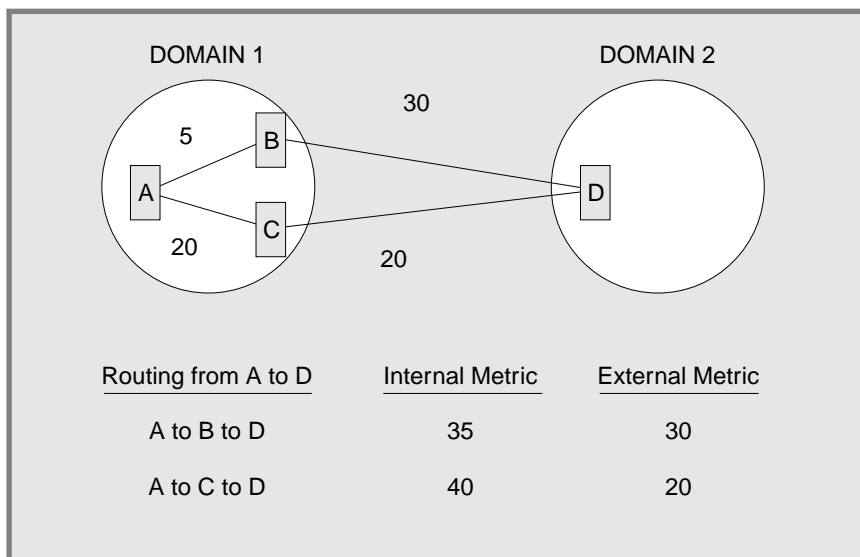 DOMAIN 1 DOMAIN 2
30
5
B
A
D
C
20
20
Routing from A to D Internal Metric External Metric
A to B to D 35 30
A to C to D 40 20